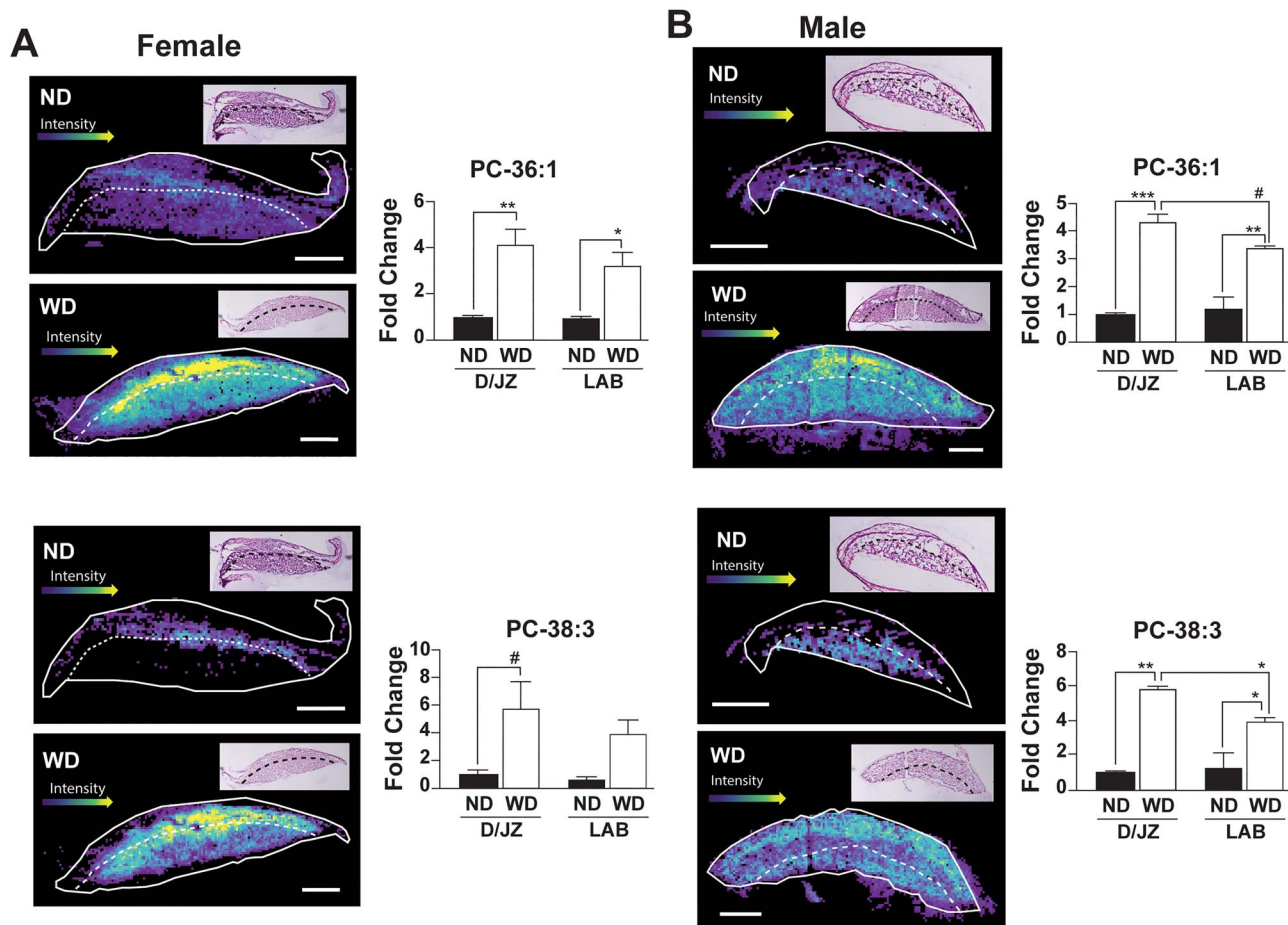 A
Female
ND
Intensity
WD
Intensity
PC-36:1
Fold Change
6
4
2
0
**
*
ND WD ND WD
D/JZ LAB
ND
Intensity
WD
Intensity
PC-38:3
Fold Change
10
8
6
4
2
0
#
ND WD ND WD
D/JZ LAB
B
Male
ND
Intensity
WD
Intensity
PC-36:1
Fold Change
5
4
3
2
1
0
***
#
**
ND WD ND WD
D/JZ LAB
ND
Intensity
WD
Intensity
PC-38:3
Fold Change
8
6
4
2
0
**
*
*
ND WD ND WD
D/JZ LAB